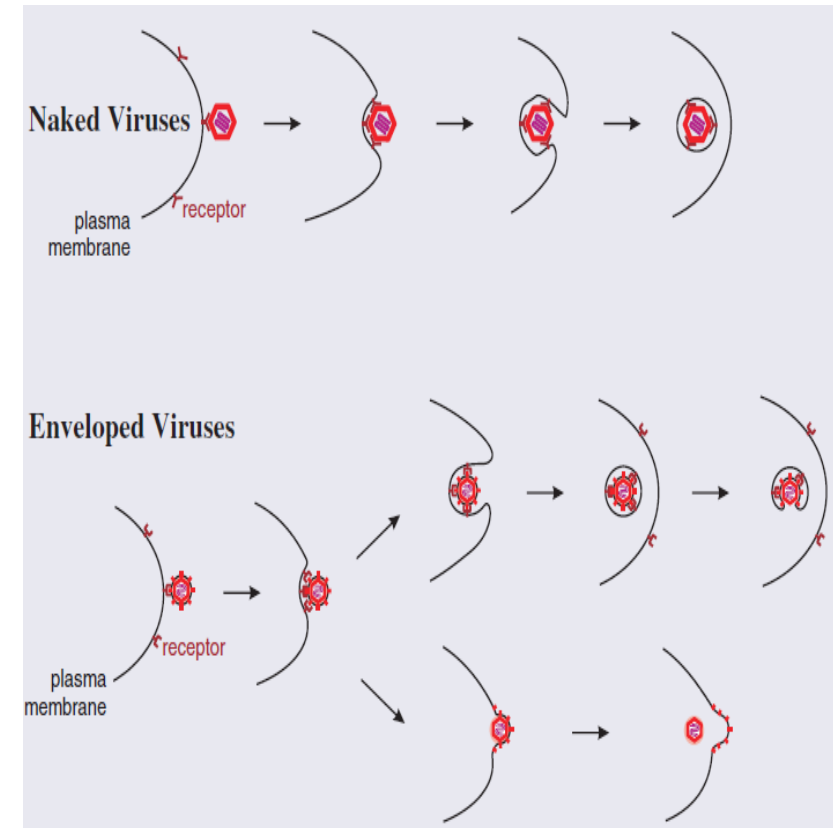 Naked Viruses
receptor
plasma
membrane
Enveloped Viruses
receptor
plasma
membrane